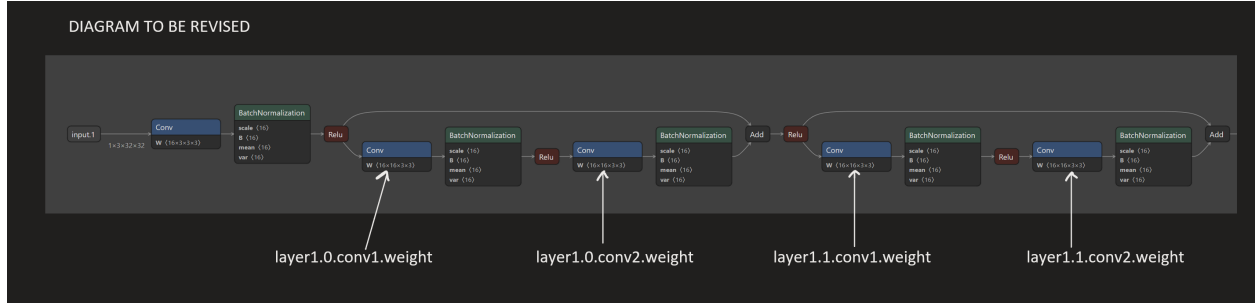 DIAGRAM TO BE REVISED
input.1
1×3×32×32
Conv
W (16×3×3×3)
BatchNormalization
scale (16)
B (16)
mean (16)
var (16)
Relu
Conv
W (16×16×3×3)
BatchNormalization
scale (16)
B (16)
mean (16)
var (16)
Relu
Conv
W (16×16×3×3)
BatchNormalization
scale (16)
B (16)
mean (16)
var (16)
Add
Relu
Conv
W (16×16×3×3)
BatchNormalization
scale (16)
B (16)
mean (16)
var (16)
Relu
Conv
W (16×16×3×3)
BatchNormalization
scale (16)
B (16)
mean (16)
var (16)
Add
layer1.0.conv1.weight
layer1.0.conv2.weight
layer1.1.conv1.weight
layer1.1.conv2.weight